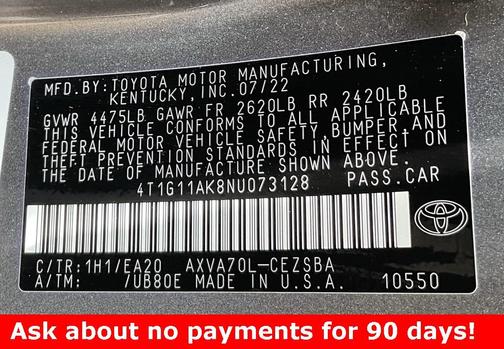 MFD.BY:TOYOTA MOTOR MANUFACTURING,
KENTUCKY,INC.07/22
GVWR 4475LB GAWR FR 2620LB RR 2420LB
THIS VEHICLE CONFORMS TO ALL APPLICABLE
FEDERAL MOTOR VEHICLE SAFETY,BUMPER,AND
THEFT PREVENTION STANDARDS IN EFFECT ON
THE DATE OF MANUFACTURE SHOWN ABOVE.
4T1G11AK8NU073128 PASS.CAR
C/TR:1H1/EA20 AXVA70L-CEZSBA
A/TM: /UB80E MADE IN U.S.A. 10550
Ask about no payments for 90 days!